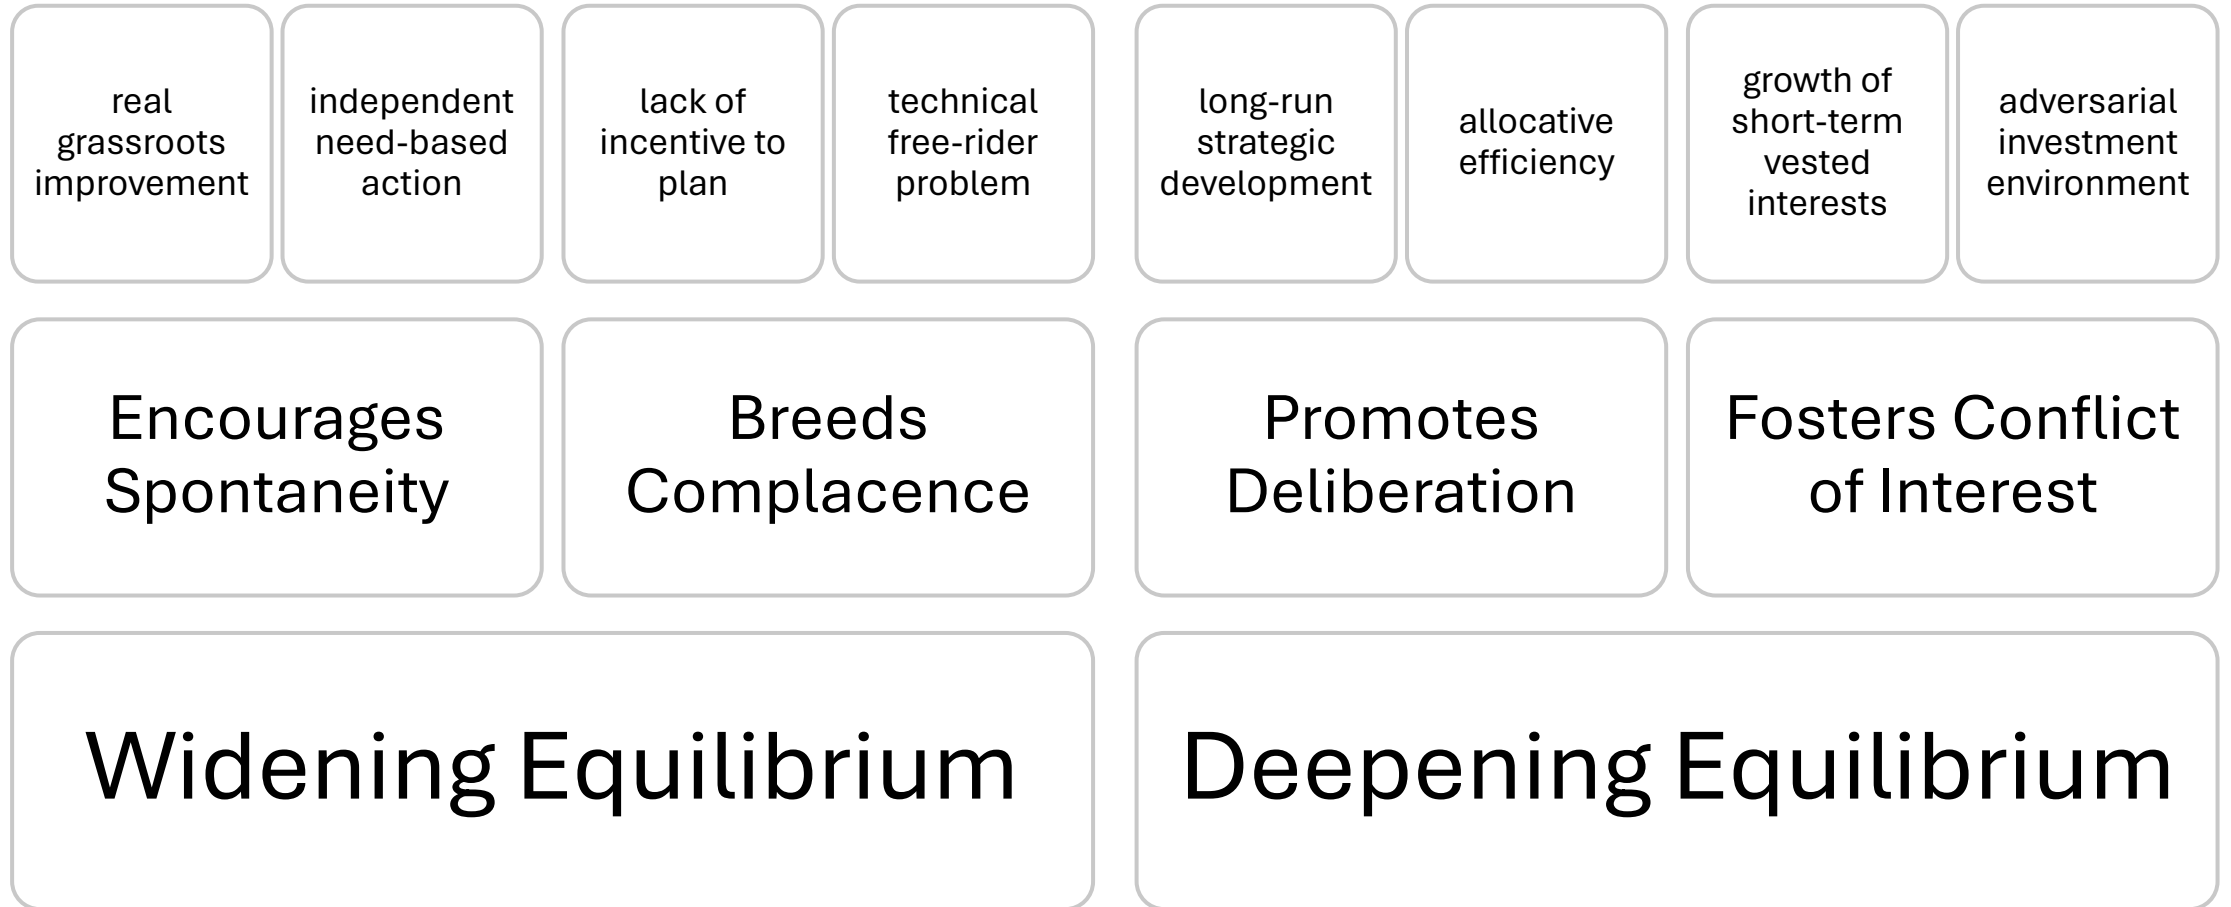 real
grassroots
improvement
independent
need-based
action
lack of
incentive to
plan
technical
free-rider
problem
long-run
strategic
development
allocative
efficiency
growth of
short-term
vested
interests
adversarial
investment
environment
Encourages
Spontaneity
Breeds
Complacence
Promotes
Deliberation
Fosters Conflict
of Interest
Widening Equilibrium
Deepening Equilibrium